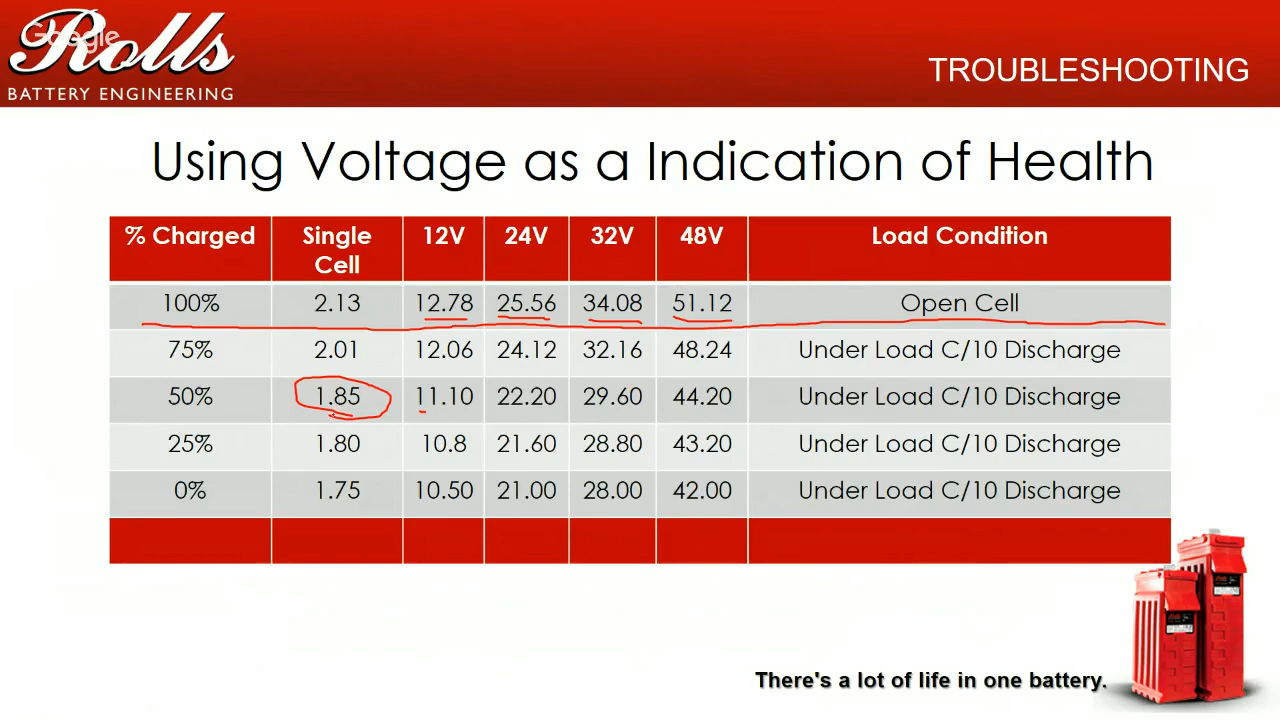 Google
Rolls
BATTERY ENGINEERING
TROUBLESHOOTING
Using Voltage as a Indication of Health
% Charged Single Cell 12V 24V 32V 48V Load Condition
100% 2.13 12.78 25.56 34.08 51.12 Open Cell
75% 2.01 12.06 24.12 32.16 48.24 Under Load C/10 Discharge
50% 1.85 11.10 22.20 29.60 44.20 Under Load C/10 Discharge
25% 1.80 10.8 21.60 28.80 43.20 Under Load C/10 Discharge
0% 1.75 10.50 21.00 28.00 42.00 Under Load C/10 Discharge
There's a lot of life in one battery.